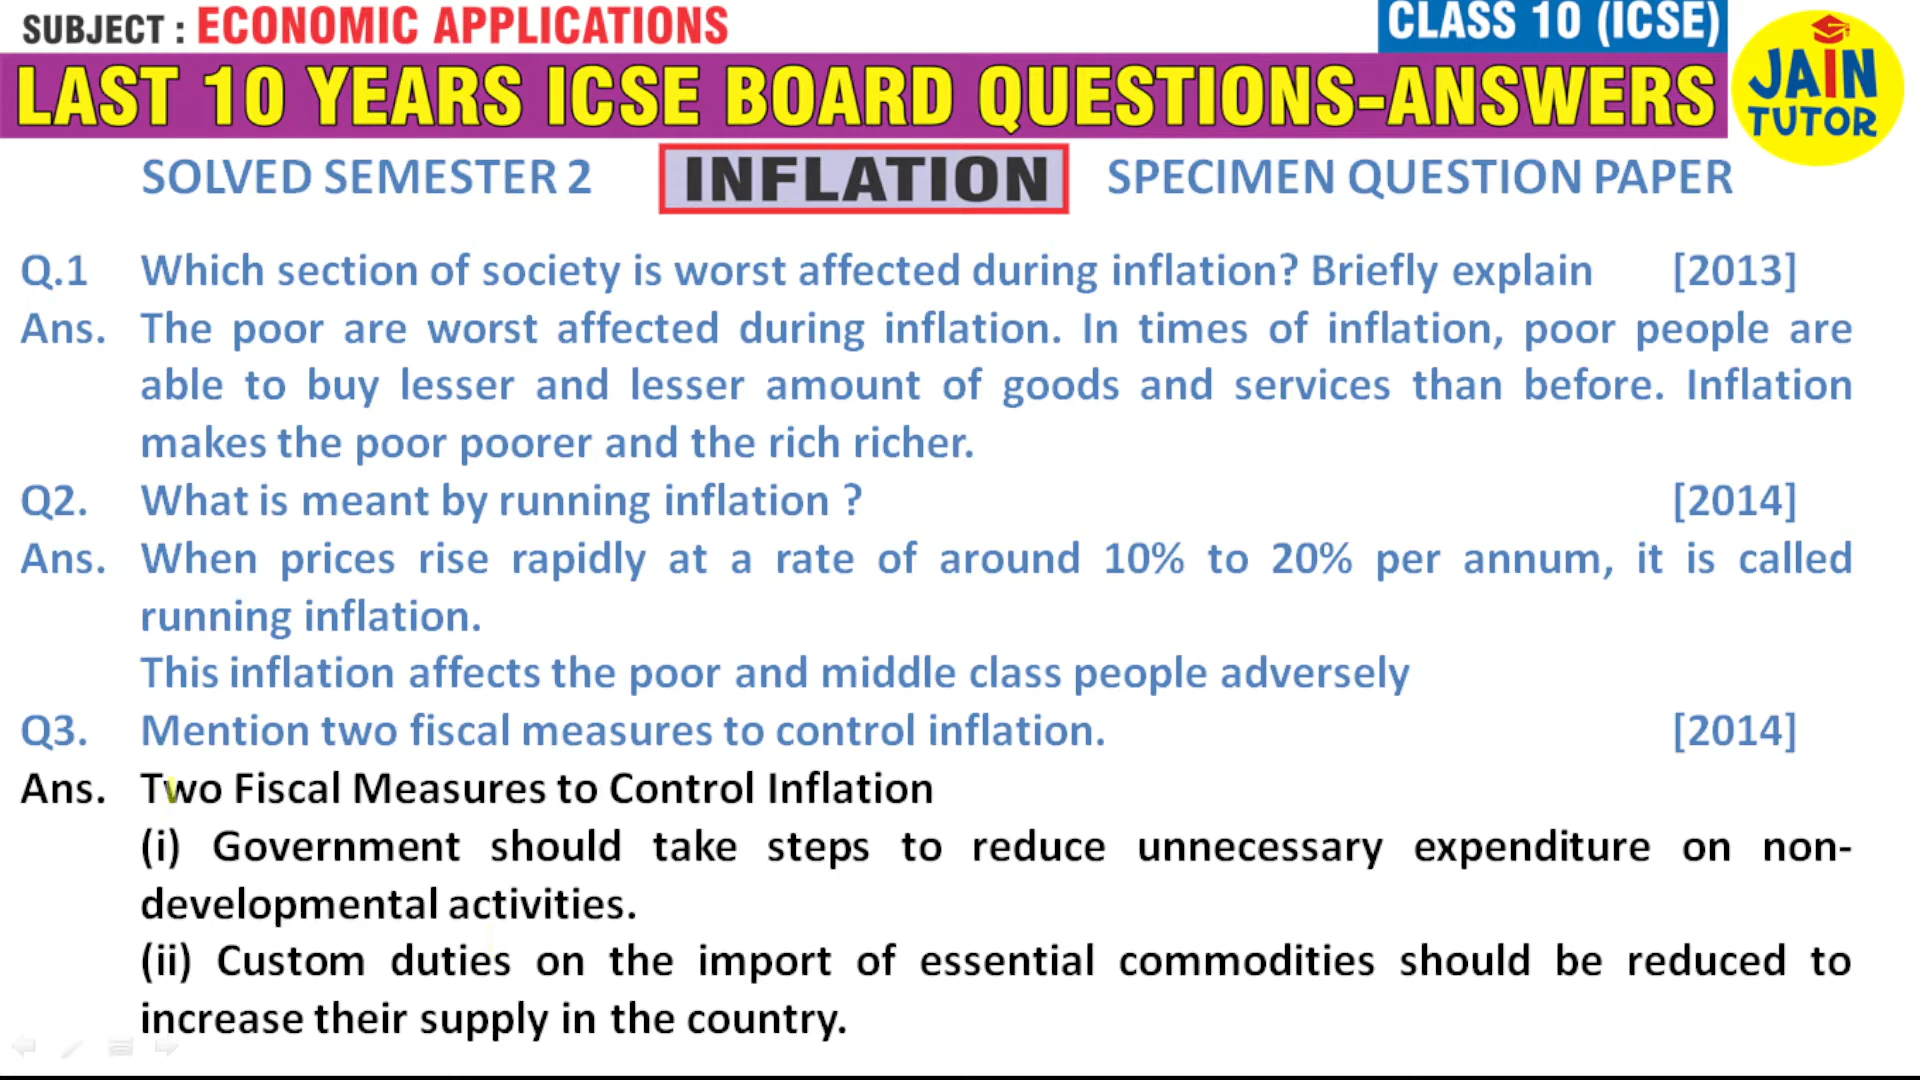 SUBJECT : ECONOMIC APPLICATIONS
CLASS 10 (ICSE)
LAST 10 YEARS ICSE BOARD QUESTIONS-ANSWERS
JAIN
TUTOR
SOLVED SEMESTER 2 INFLATION SPECIMEN QUESTION PAPER
Q.1 Which section of society is worst affected during inflation? Briefly explain [2013]
Ans. The poor are worst affected during inflation. In times of inflation, poor people are
able to buy lesser and lesser amount of goods and services than before. Inflation
makes the poor poorer and the rich richer.
Q2. What is meant by running inflation ? [2014]
Ans. When prices rise rapidly at a rate of around 10% to 20% per annum, it is called
running inflation.
This inflation affects the poor and middle class people adversely
Q3. Mention two fiscal measures to control inflation. [2014]
Ans. Two Fiscal Measures to Control Inflation
(i) Government should take steps to reduce unnecessary expenditure on non-
developmental activities.
(ii) Custom duties on the import of essential commodities should be reduced to
increase their supply in the country.